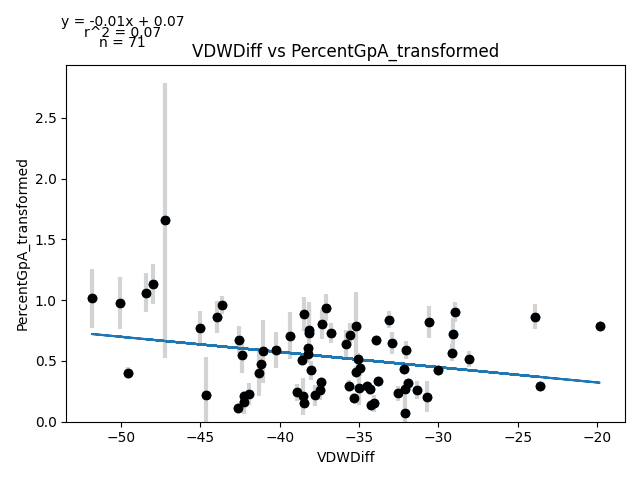 y = -0.01x + 0.07
r^2 = 0.07
n = 71
VDWDiff vs PercentGpA_transformed
PercentGpA_transformed
2.5
2.0
1.5
1.0
0.5
0.0
−50
−45
−40
−35
−30
−25
−20
VDWDiff